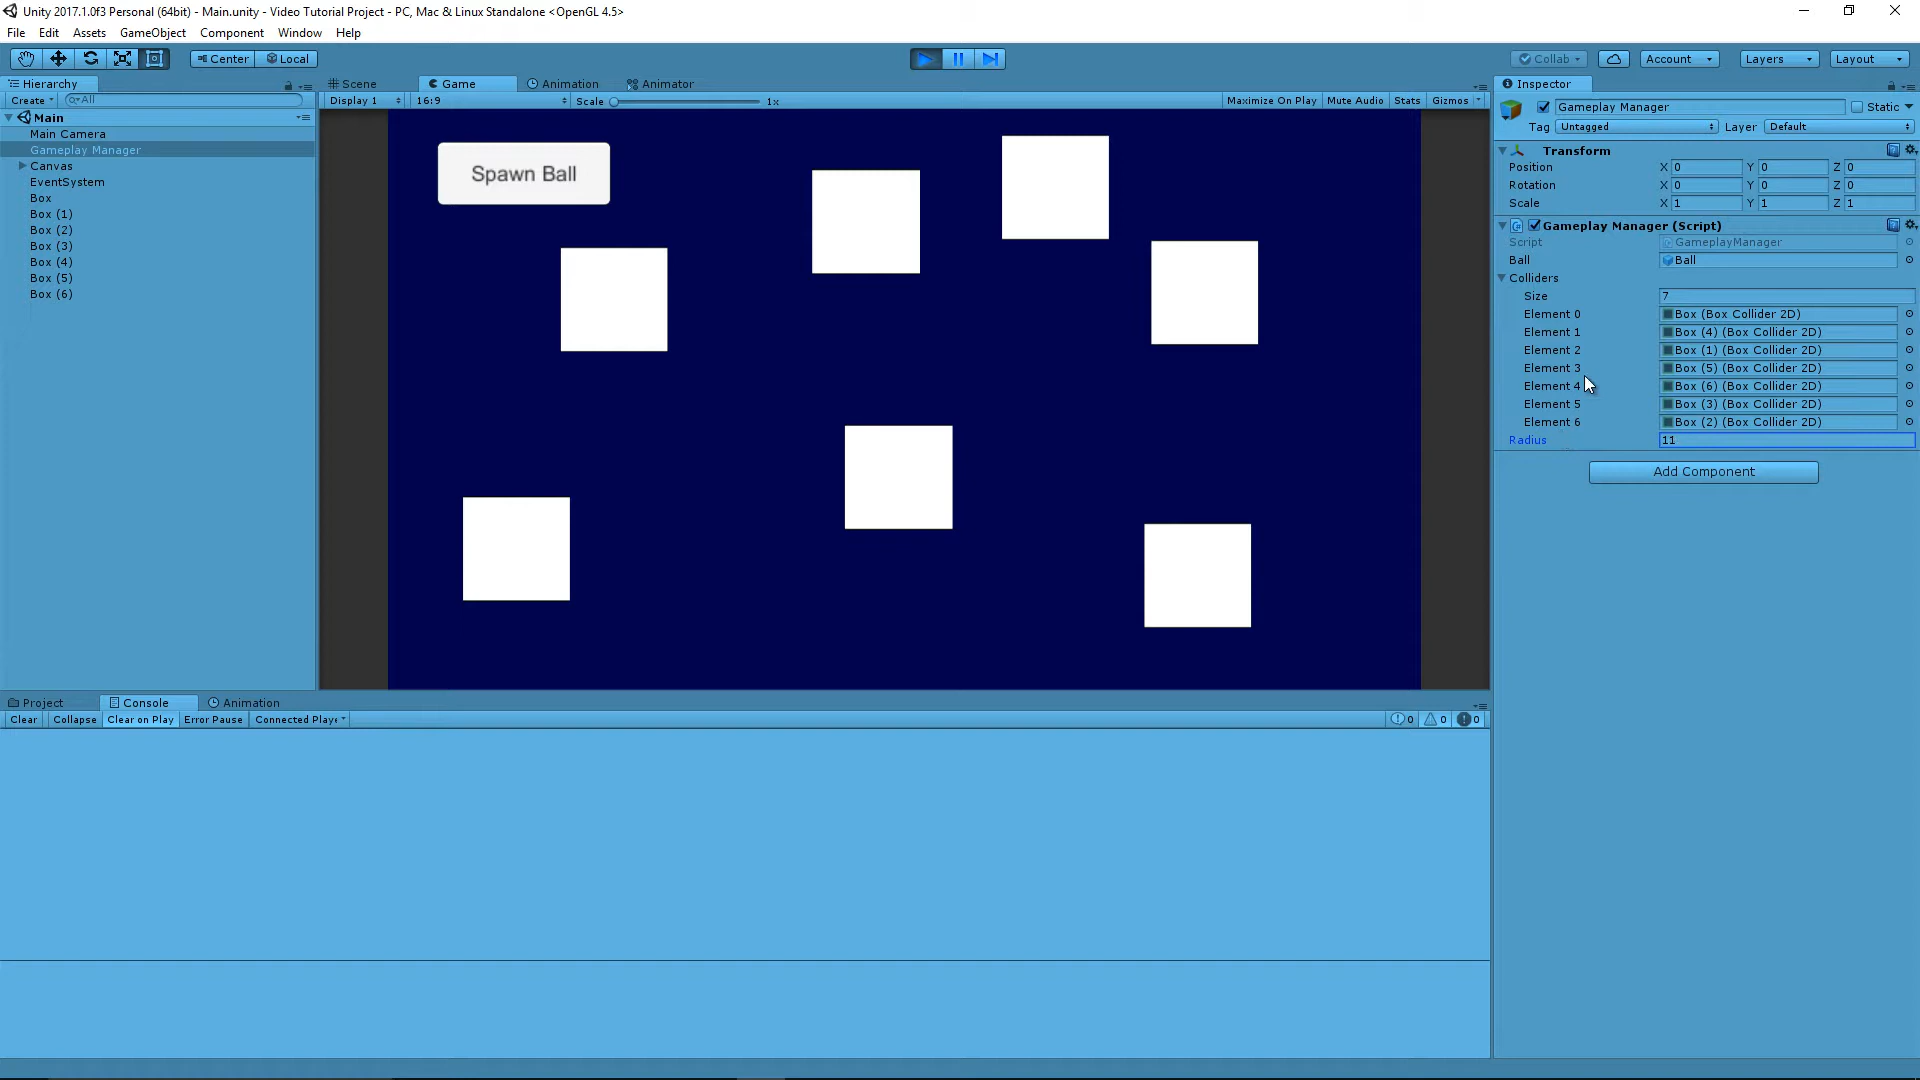 Unity 2017.1.0f3 Personal (64bit) - Main.unity - Video Tutorial Project - PC, Mac & Linux Standalone <OpenGL 4.5>
File Edit Assets GameObject Component Window Help
Center Local Collab Account Layers Layout
Hierarchy Scene Game Animation Animator Inspector
Create All Display 1 16:9 Scale 1x Maximize On Play Mute Audio Stats Gizmos
Main
Main Camera
Gameplay Manager
Canvas
EventSystem
Box
Box (1)
Box (2)
Box (3)
Box (4)
Box (5)
Box (6)
Spawn Ball
Gameplay Manager Static
Tag Untagged Layer Default
Transform
Position X 0 Y 0 Z 0
Rotation X 0 Y 0 Z 0
Scale X 1 Y 1 Z 1
Gameplay Manager (Script)
Script GameplayManager
Ball Ball
Colliders
Size 7
Element 0 Box (Box Collider 2D)
Element 1 Box (4) (Box Collider 2D)
Element 2 Box (1) (Box Collider 2D)
Element 3 Box (5) (Box Collider 2D)
Element 4 Box (6) (Box Collider 2D)
Element 5 Box (3) (Box Collider 2D)
Element 6 Box (2) (Box Collider 2D)
Radius 11
Add Component
Project Console Animation
Clear Collapse Clear on Play Error Pause Connected Playe 0 0 0